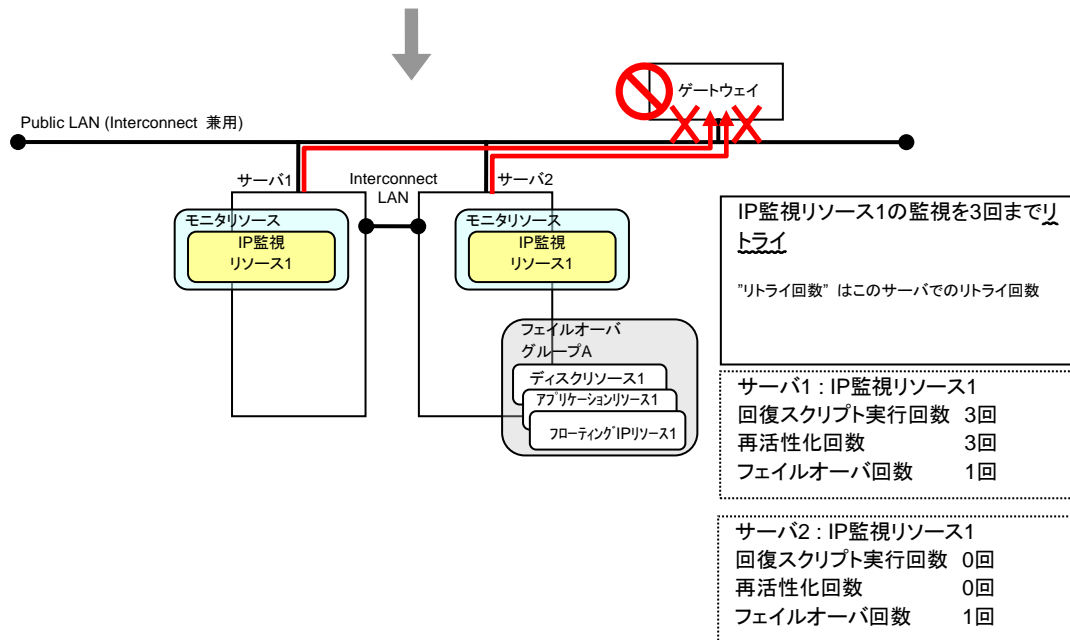 ゲートウェイ
Public LAN (Interconnect 兼用)
サーバ1
Interconnect
LAN
サーバ2
モニタリソース
IP監視
リソース1
モニタリソース
IP監視
リソース1
フェイルオーバ
グループA
ディスクリソース1
アプリケーションリソース1
フローティングIPリソース1
IP監視リソース1の監視を3回までリ
トライ
”リトライ回数” はこのサーバでのリトライ回数
サーバ1 : IP監視リソース1
回復スクリプト実行回数 3回
再活性化回数 3回
フェイルオーバ回数 1回
サーバ2 : IP監視リソース1
回復スクリプト実行回数 0回
再活性化回数 0回
フェイルオーバ回数 1回